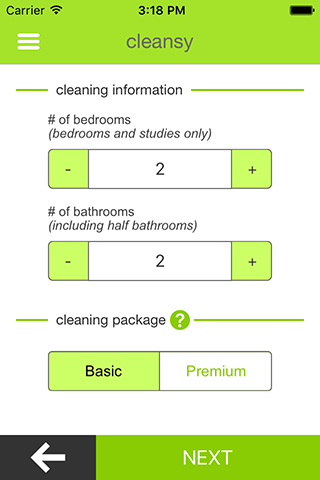 Carrier 3:18 PM
cleansy
cleaning information
# of bedrooms
(bedrooms and studies only)
- 2 +
# of bathrooms
(including half bathrooms)
- 2 +
cleaning package ?
Basic Premium
NEXT